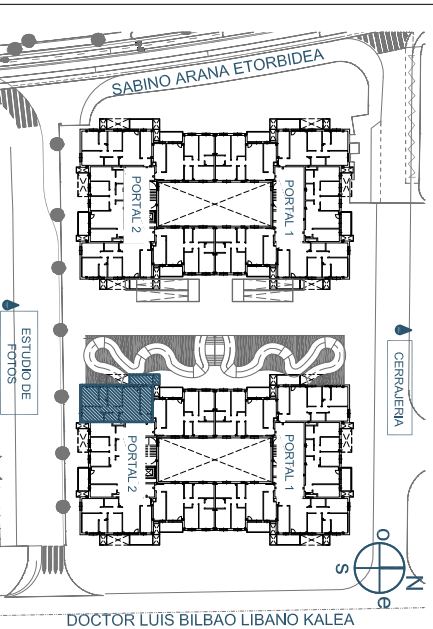 SABINO ARANA ETORBIDEA
PORTAL 2
PORTAL 1
ESTUDIO DE
FOTOS
CERRAJERIA
PORTAL 2
PORTAL 1
O
N
S
e
DOCTOR LUIS BILBAO LIBANO KALEA